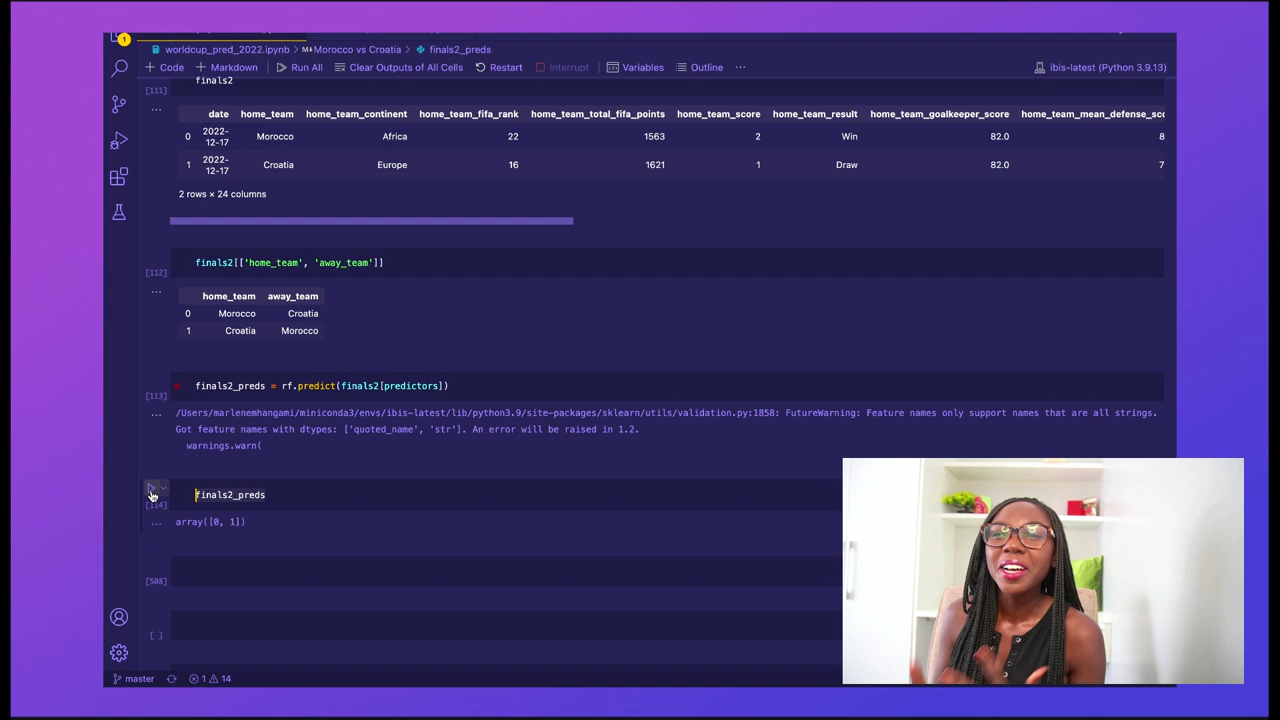 1
worldcup_pred_2022.ipynb > M↓Morocco vs Croatia > finals2_preds
+ Code + Markdown Run All Clear Outputs of All Cells Restart Interrupt Variables Outline ··· ibis-latest (Python 3.9.13)
finals2
[111]
...
date home_team home_team_continent home_team_fifa_rank home_team_total_fifa_points home_team_score home_team_result home_team_goalkeeper_score home_team_mean_defense_sco
0 2022-12-17 Morocco Africa 22 1563 2 Win 82.0 8
1 2022-12-17 Croatia Europe 16 1621 1 Draw 82.0 7
2 rows × 24 columns
finals2[['home_team', 'away_team']]
[112]
...
home_team away_team
0 Morocco Croatia
1 Croatia Morocco
finals2_preds = rf.predict(finals2[predictors])
[113]
... /Users/marlenemhangami/miniconda3/envs/ibis-latest/lib/python3.9/site-packages/sklearn/utils/validation.py:1858: FutureWarning: Feature names only support names that are all strings.
Got feature names with dtypes: ['quoted_name', 'str']. An error will be raised in 1.2.
warnings.warn(
finals2_preds
[114]
... array([0, 1])
[508]
[ ]
master 1 14